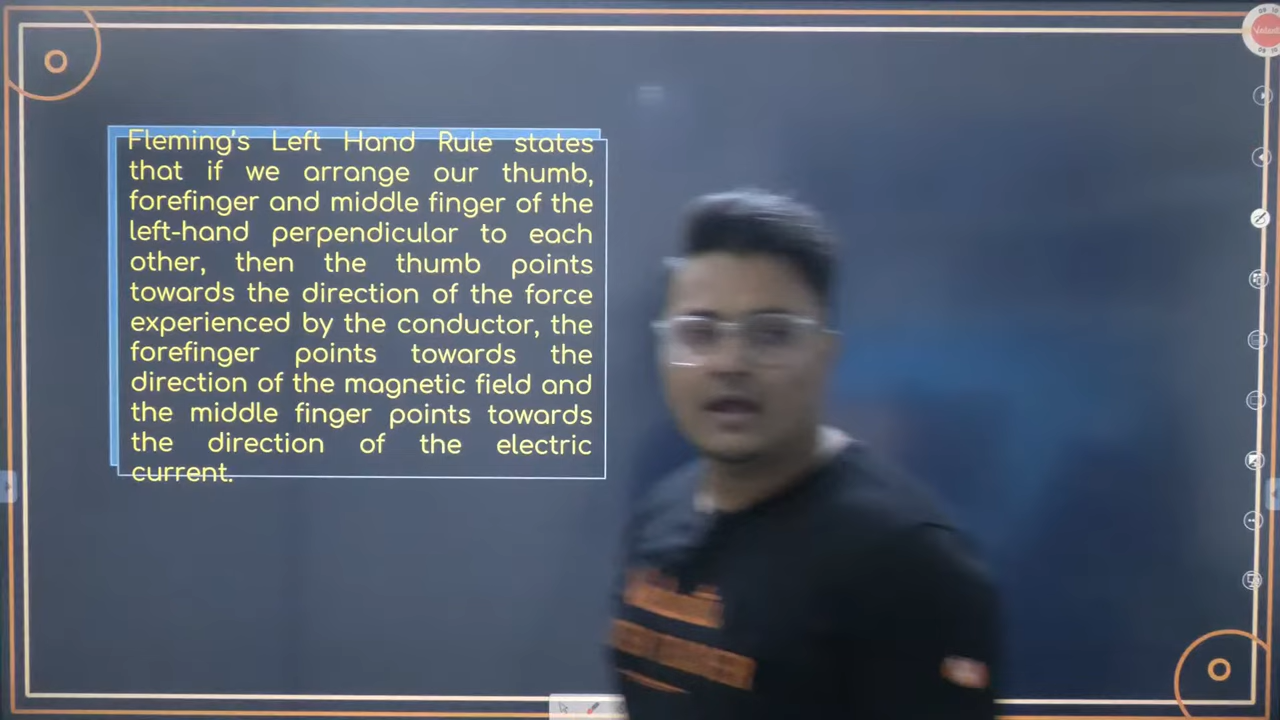 Fleming's Left Hand Rule states
that if we arrange our thumb,
forefinger and middle finger of the
left-hand perpendicular to each
other, then the thumb points
towards the direction of the force
experienced by the conductor, the
forefinger points towards the
direction of the magnetic field and
the middle finger points towards
the direction of the electric
current.